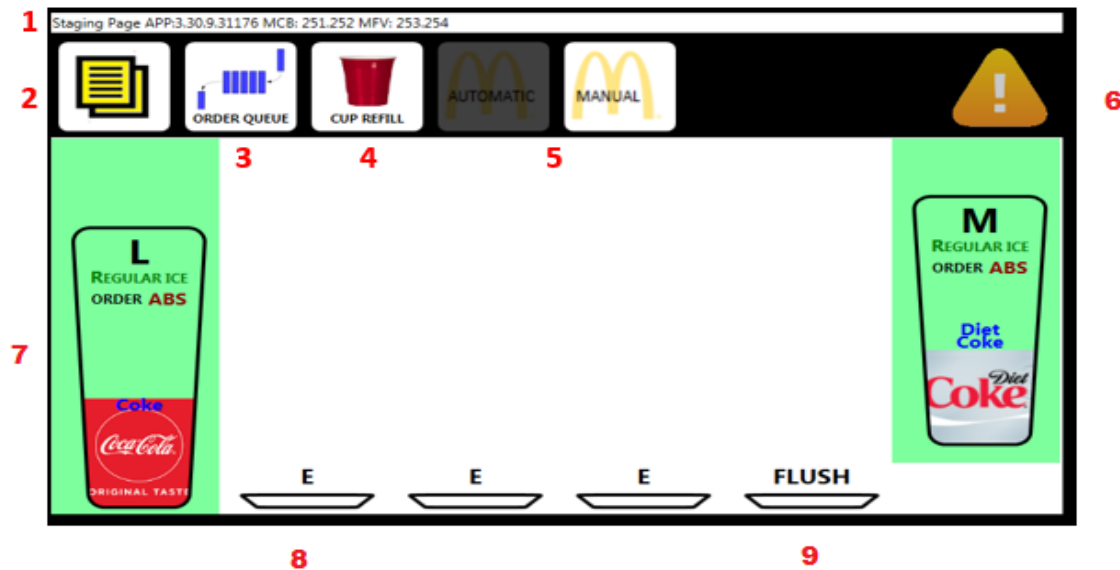 1
Staging Page APP:3.30.9.31176 MCB: 251.252 MFV: 253.254
2
ORDER QUEUE
CUP REFILL
AUTOMATIC
MANUAL
!
6
3
4
5
L
REGULAR ICE
ORDER ABS
Coke
Coca-Cola
ORIGINAL TASTE
7
M
REGULAR ICE
ORDER ABS
Diet
Coke
Diet
Coke
E
E
E
FLUSH
8
9